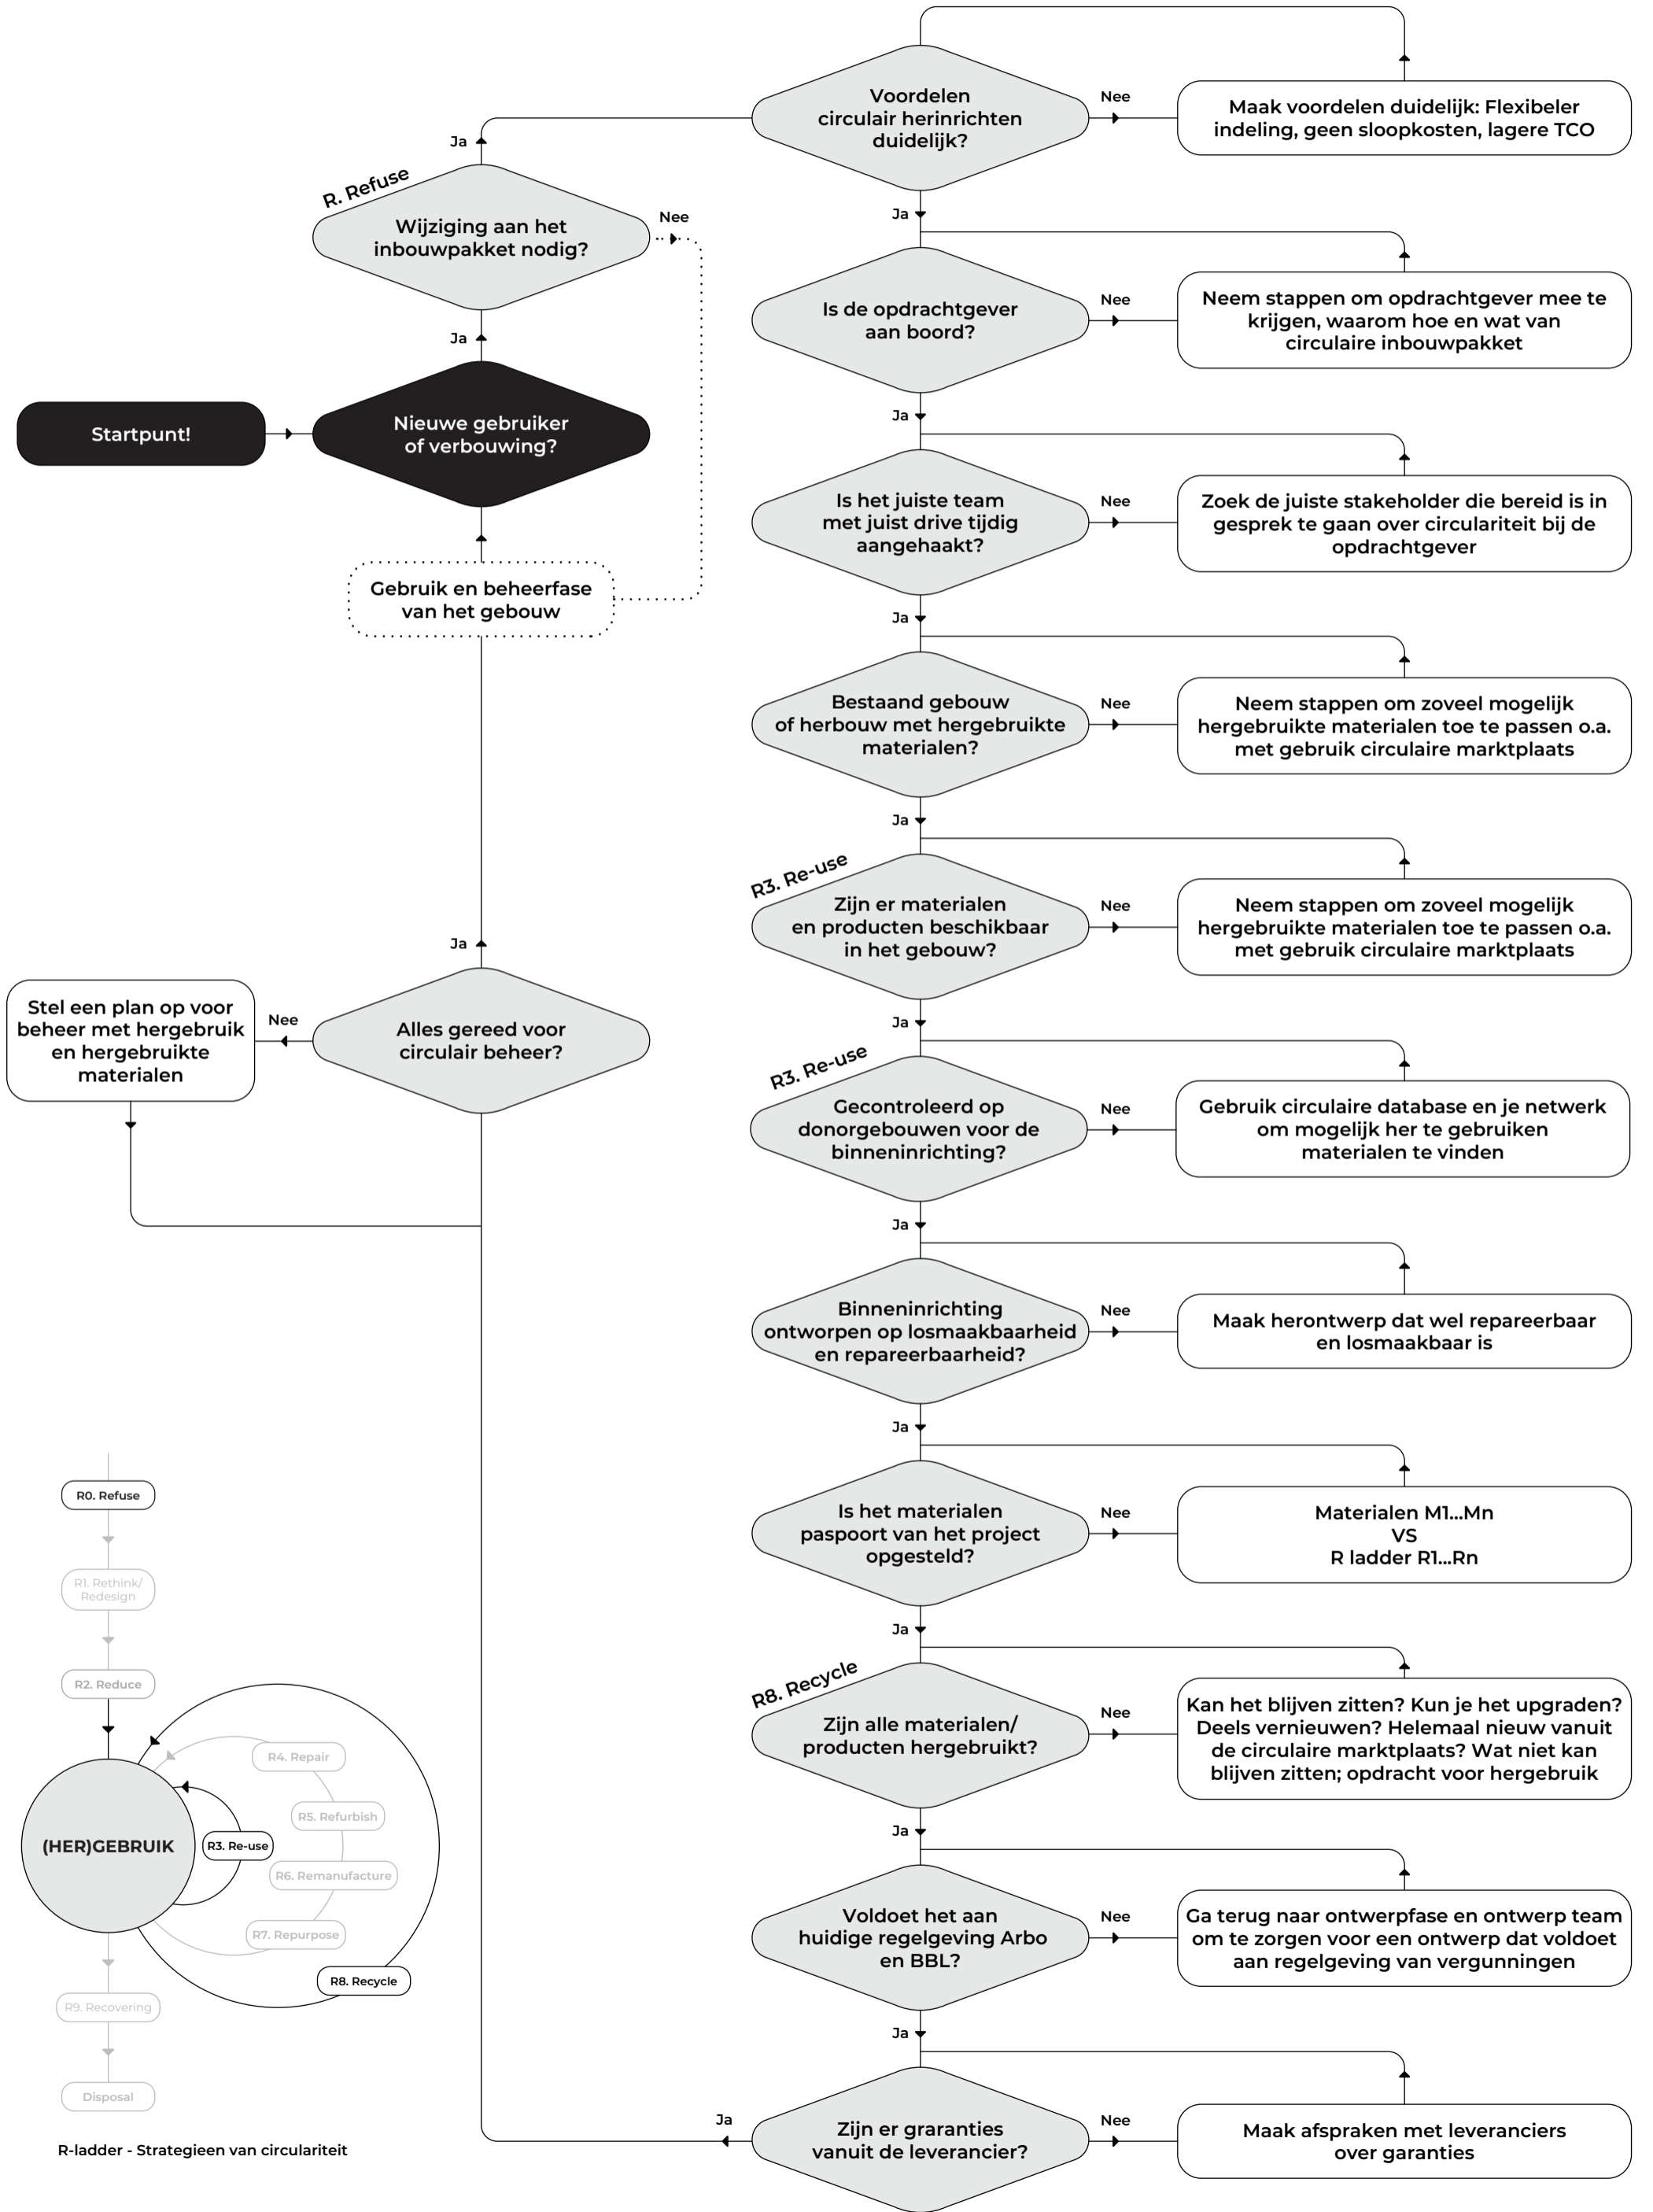 Startpunt!
Nieuwe gebruiker
of verbouwing?
Ja
R. Refuse
Wijziging aan het
inbouwpakket nodig?
Nee
Ja
Gebruik en beheerfase
van het gebouw
Voordelen
circulair herinrichten
duidelijk?
Nee
Maak voordelen duidelijk: Flexibeler
indeling, geen sloopkosten, lagere TCO
Ja
Is de opdrachtgever
aan boord?
Nee
Neem stappen om opdrachtgever mee te
krijgen, waarom hoe en wat van
circulaire inbouwpakket
Ja
Is het juiste team
met juist drive tijdig
aangehaakt?
Nee
Zoek de juiste stakeholder die bereid is in
gesprek te gaan over circulariteit bij de
opdrachtgever
Ja
Bestaand gebouw
of herbouw met hergebruikte
materialen?
Nee
Neem stappen om zoveel mogelijk
hergebruikte materialen toe te passen o.a.
met gebruik circulaire marktplaats
Ja
R3. Re-use
Zijn er materialen
en producten beschikbaar
in het gebouw?
Nee
Neem stappen om zoveel mogelijk
hergebruikte materialen toe te passen o.a.
met gebruik circulaire marktplaats
Ja
R3. Re-use
Gecontroleerd op
donorgebouwen voor de
binneninrichting?
Nee
Gebruik circulaire database en je netwerk
om mogelijk her te gebruiken
materialen te vinden
Ja
Binneninrichting
ontworpen op losmaakbaarheid
en repareerbaarheid?
Nee
Maak herontwerp dat wel repareerbaar
en losmaakbaar is
Ja
Is het materialen
paspoort van het project
opgesteld?
Nee
Materialen M1...Mn
VS
R ladder R1...Rn
Ja
R8. Recycle
Zijn alle materialen/
producten hergebruikt?
Nee
Kan het blijven zitten? Kun je het upgraden?
Deels vernieuwen? Helemaal nieuw vanuit
de circulaire marktplaats? Wat niet kan
blijven zitten; opdracht voor hergebruik
Ja
Voldoet het aan
huidige regelgeving Arbo
en BBL?
Nee
Ga terug naar ontwerpfase en ontwerp team
om te zorgen voor een ontwerp dat voldoet
aan regelgeving van vergunningen
Ja
Zijn er graranties
vanuit de leverancier?
Nee
Maak afspraken met leveranciers
over garanties
Ja
Alles gereed voor
circulair beheer?
Ja
Nee
Stel een plan op voor
beheer met hergebruik
en hergebruikte
materialen
R0. Refuse
R1. Rethink/
Redesign
R2. Reduce
(HER)GEBRUIK
R3. Re-use
R4. Repair
R5. Refurbish
R6. Remanufacture
R7. Repurpose
R8. Recycle
R9. Recovering
Disposal
R-ladder - Strategieen van circulariteit